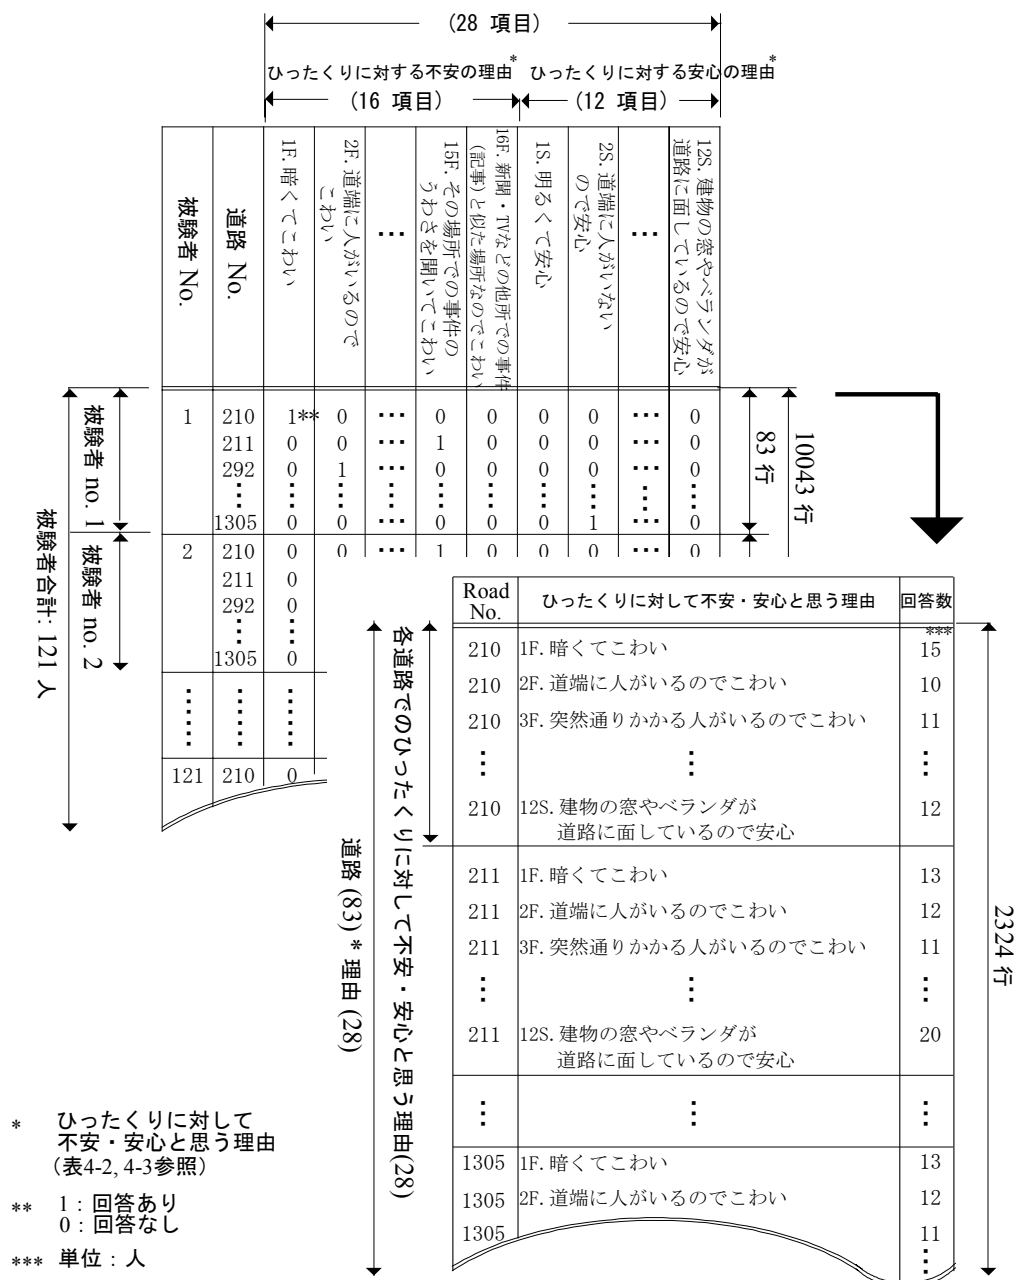 (28 項目)
ひったくりに対する不安の理由*
ひったくりに対する安心の理由*
(16 項目)
(12 項目)
被験者 No.
道路 No.
1F. 暗くてこわい
2F. 道端に人がいるので
こわい
…
15F. その場所での事件の
うわさを聞いてこわい
16F. 新聞・TVなどの他所での事件
(記事)と似た場所なのでこわい
1S. 明るくて安心
2S. 道端に人がいない
ので安心
…
12S. 建物の窓やベランダが
道路に面しているので安心
被験者合計: 121 人
被験者 no. 1
被験者 no. 2
1 210 1** 0 … 0 0 0 0 … 0
211 0 0 … 1 0 0 0 … 0
292 0 1 … 0 0 0 0 … 0
⋮ ⋮ ⋮ ⋮ ⋮ ⋮ ⋮ ⋮ ⋮ ⋮
1305 0 0 … 0 0 0 1 … 0
2 210 0 0 … 1 0 0 0 … 0
211 0
292 0
⋮ ⋮
1305 0
⋮ ⋮ ⋮
121 210 0
83 行
10043 行
Road
No.
ひったくりに対して不安・安心と思う理由
回答数
***
210 1F. 暗くてこわい 15
210 2F. 道端に人がいるのでこわい 10
210 3F. 突然通りかかる人がいるのでこわい 11
⋮ ⋮ ⋮
210 12S. 建物の窓やベランダが 12
道路に面しているので安心
211 1F. 暗くてこわい 13
211 2F. 道端に人がいるのでこわい 12
211 3F. 突然通りかかる人がいるのでこわい 11
⋮ ⋮ ⋮
211 12S. 建物の窓やベランダが 20
道路に面しているので安心
⋮ ⋮ ⋮
1305 1F. 暗くてこわい 13
1305 2F. 道端に人がいるのでこわい 12
1305 11
⋮
各道路でのひったくりに対して不安・安心と思う理由(28)
道路 (83) * 理由 (28)
2324 行
* ひったくりに対して
不安・安心と思う理由
(表4-2, 4-3参照)
** 1：回答あり
0：回答なし
*** 単位：人